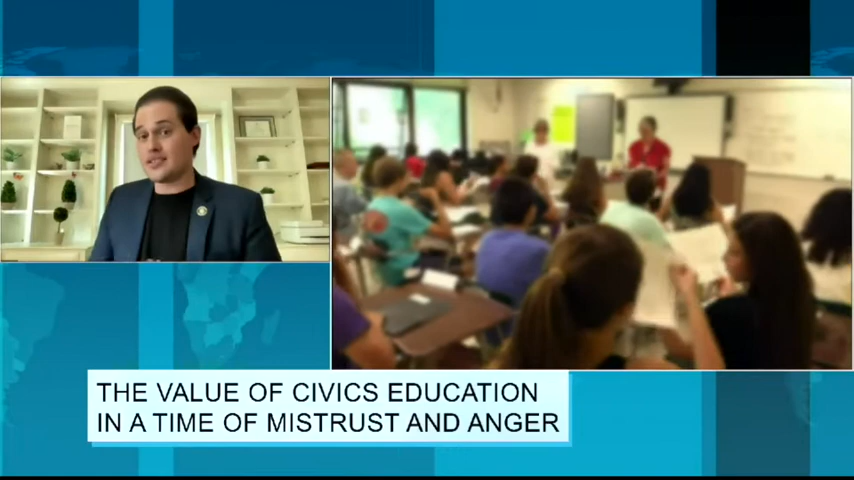 THE VALUE OF CIVICS EDUCATION
IN A TIME OF MISTRUST AND ANGER